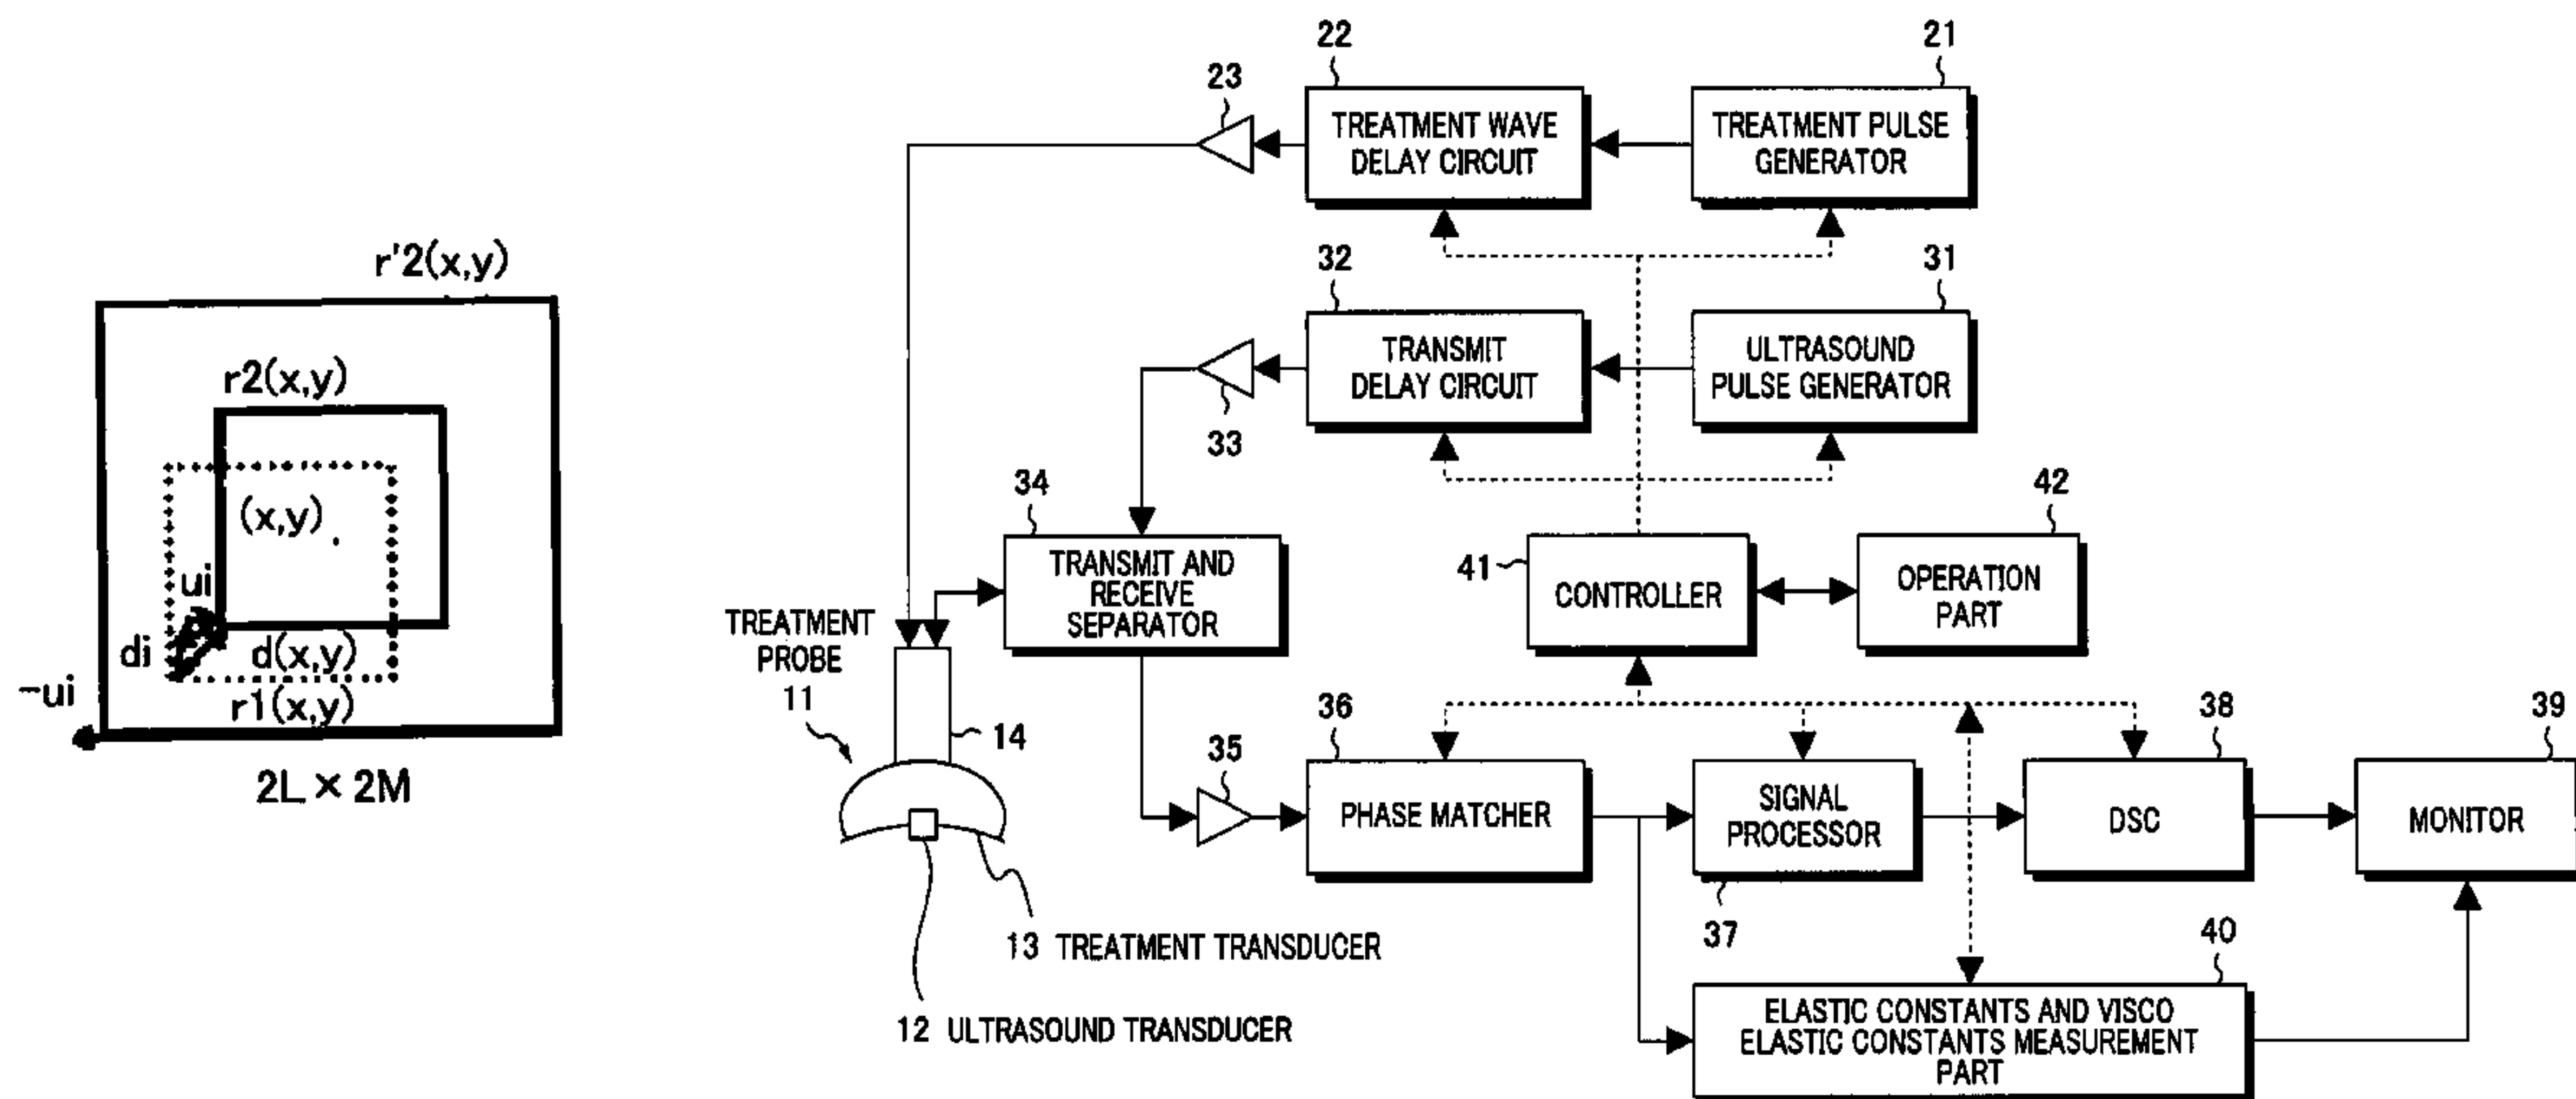 r'2(x,y)
r2(x,y)
(x,y)
ui
di
d(x,y)
-ui
r1(x,y)
2L × 2M
22
21
23
TREATMENT WAVE
DELAY CIRCUIT
TREATMENT PULSE
GENERATOR
32
31
TRANSMIT
DELAY CIRCUIT
ULTRASOUND
PULSE GENERATOR
33
34
42
TRANSMIT AND
RECEIVE
SEPARATOR
41
CONTROLLER
OPERATION
PART
TREATMENT
PROBE
11
14
35
36
38
39
PHASE MATCHER
SIGNAL
PROCESSOR
DSC
MONITOR
37
13 TREATMENT TRANSDUCER
12 ULTRASOUND TRANSDUCER
40
ELASTIC CONSTANTS AND VISCO
ELASTIC CONSTANTS MEASUREMENT
PART